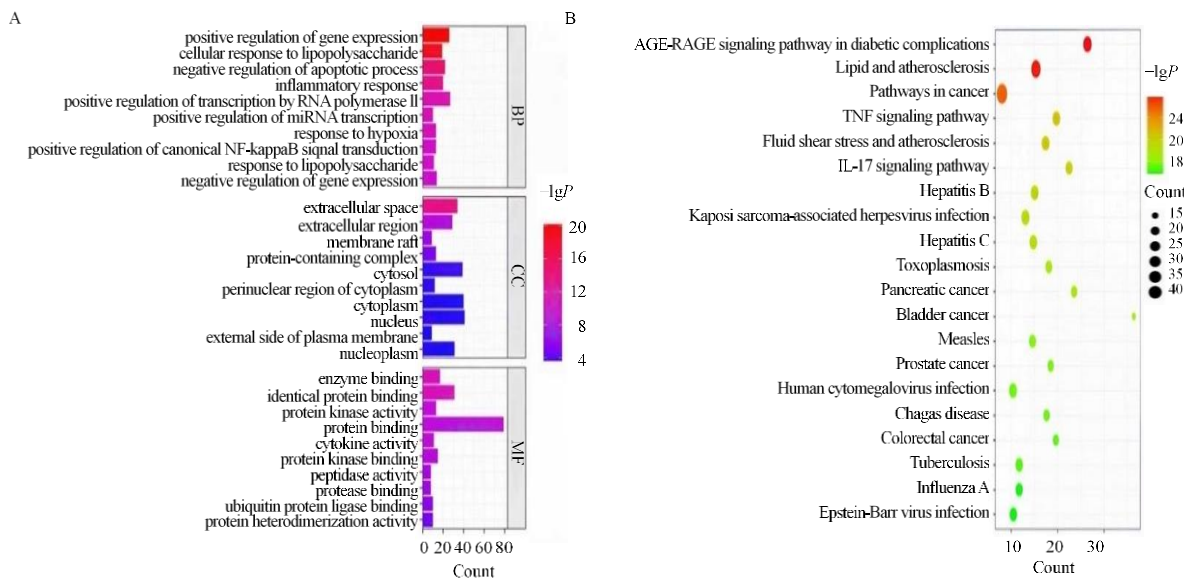 A
positive regulation of gene expression
cellular response to lipopolysaccharide
negative regulation of apoptotic process
inflammatory response
positive regulation of transcription by RNA polymerase II
positive regulation of miRNA transcription
response to hypoxia
positive regulation of canonical NF-kappaB siqnal transduction
response to lipopolysaccharide
negative regulation of gene expression
BP
extracellular space
extracellular region
membrane raft
protein-containing complex
cytosol
perinuclear region of cytoplasm
cytoplasm
nucleus
external side of plasma membrane
nucleoplasm
CC
enzyme binding
identical protein binding
protein kinase activity
protein binding
cytokine activity
protein kinase binding
peptidase activity
protease binding
ubiquitin protein ligase binding
protein heterodimerization activity
MF
0 20 40 60 80
Count
−lgP
20
16
12
8
4
B
AGE-RAGE signaling pathway in diabetic complications
Lipid and atherosclerosis
Pathways in cancer
TNF signaling pathway
Fluid shear stress and atherosclerosis
IL-17 signaling pathway
Hepatitis B
Kaposi sarcoma-associated herpesvirus infection
Hepatitis C
Toxoplasmosis
Pancreatic cancer
Bladder cancer
Measles
Prostate cancer
Human cytomegalovirus infection
Chagas disease
Colorectal cancer
Tuberculosis
Influenza A
Epstein-Barr virus infection
10 20 30
Count
−lgP
24
20
18
Count
15
20
25
30
35
40